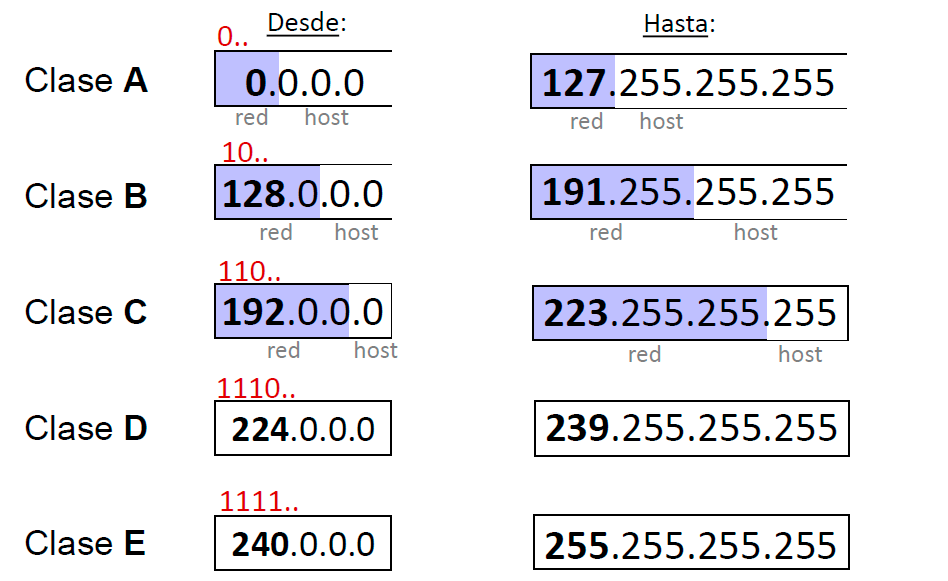 Desde: Hasta:
0..
Clase A 0.0.0.0 127.255.255.255
red host red host
10..
Clase B 128.0.0.0 191.255.255.255
red host red host
110..
Clase C 192.0.0.0 223.255.255.255
red host red host
1110..
Clase D 224.0.0.0 239.255.255.255
1111..
Clase E 240.0.0.0 255.255.255.255